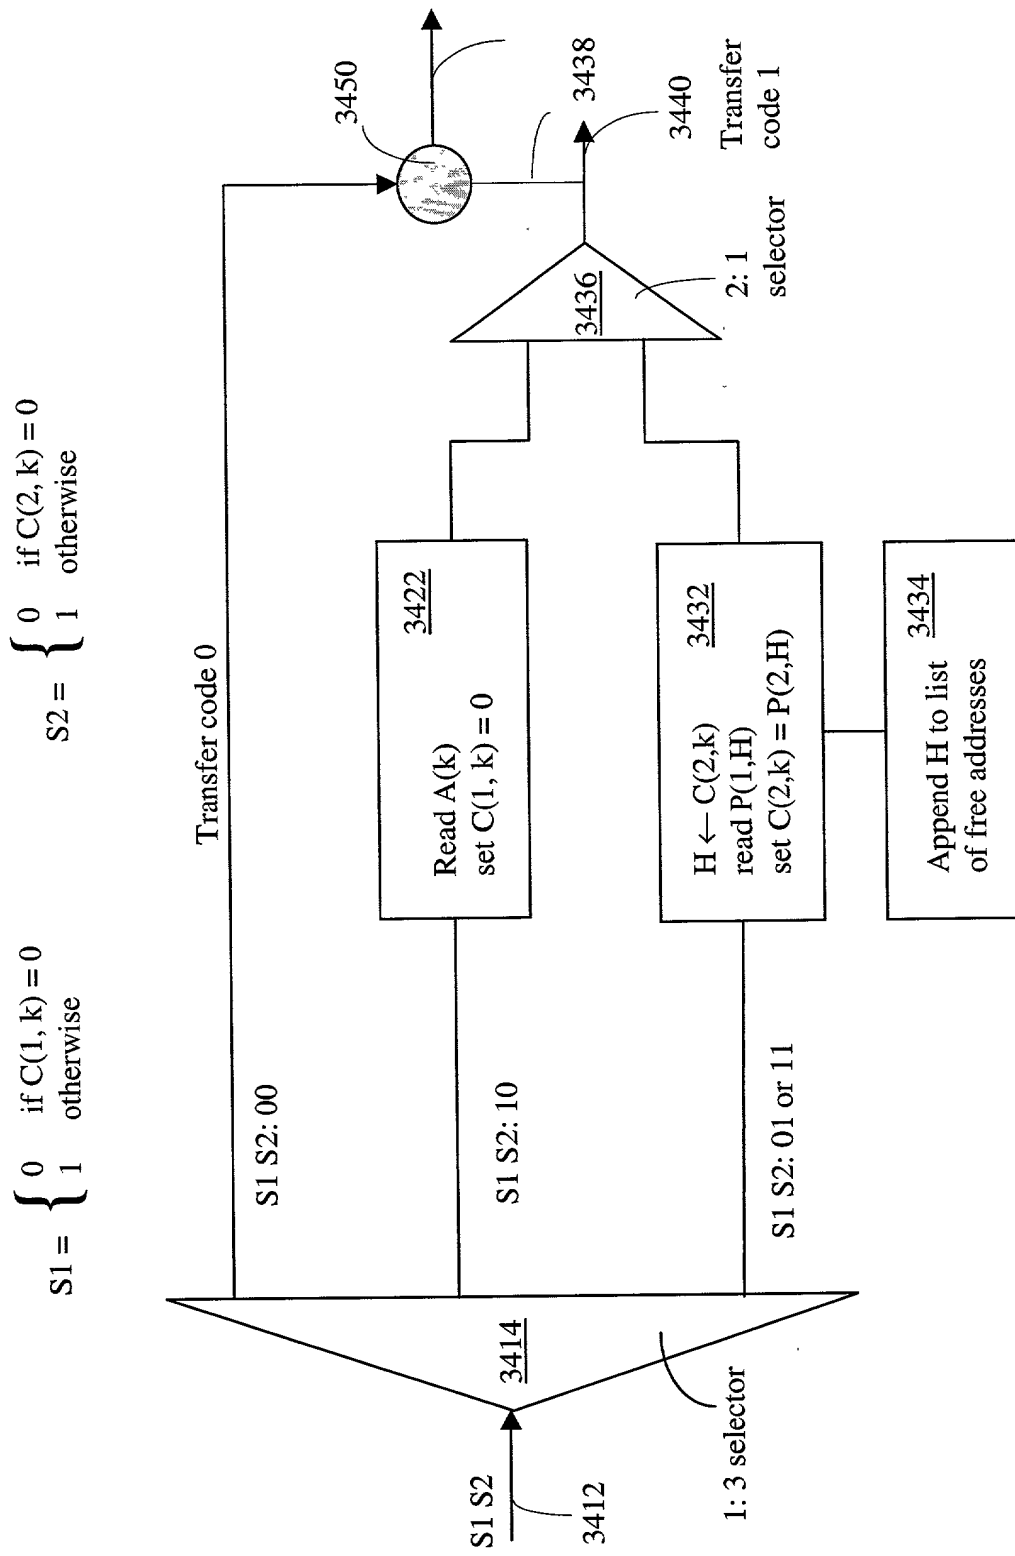 S1 = { 0 if C(1, k) = 0
1 otherwise
S2 = { 0 if C(2, k) = 0
1 otherwise
Transfer code 0
S1 S2: 00
3450
S1 S2
3412
3414
1: 3 selector
S1 S2: 10
Read A(k)
set C(1, k) = 0
3422
S1 S2: 01 or 11
H ← C(2,k)
read P(1,H)
set C(2,k) = P(2,H)
3432
Append H to list
of free addresses
3434
3436
2: 1
selector
3438
3440
Transfer
code 1